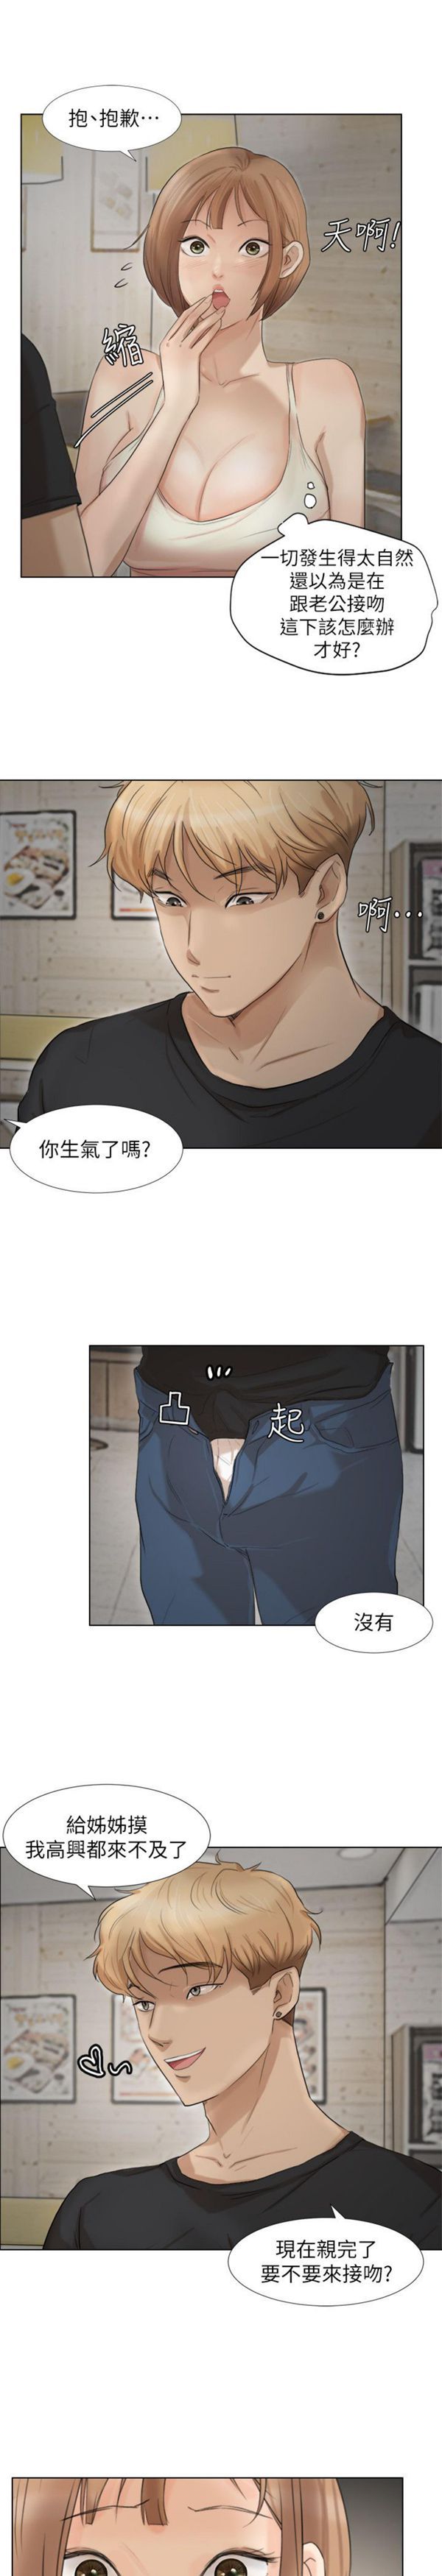 抱、抱歉⋯
天啊!
縮
一切發生得太自然
還以為是在
跟老公接吻
這下該怎麼辦
才好?
啊⋯
你生氣了嗎?
凸起
沒有
給姊姊摸
我高興都來不及了
現在親完了
要不要來接吻?